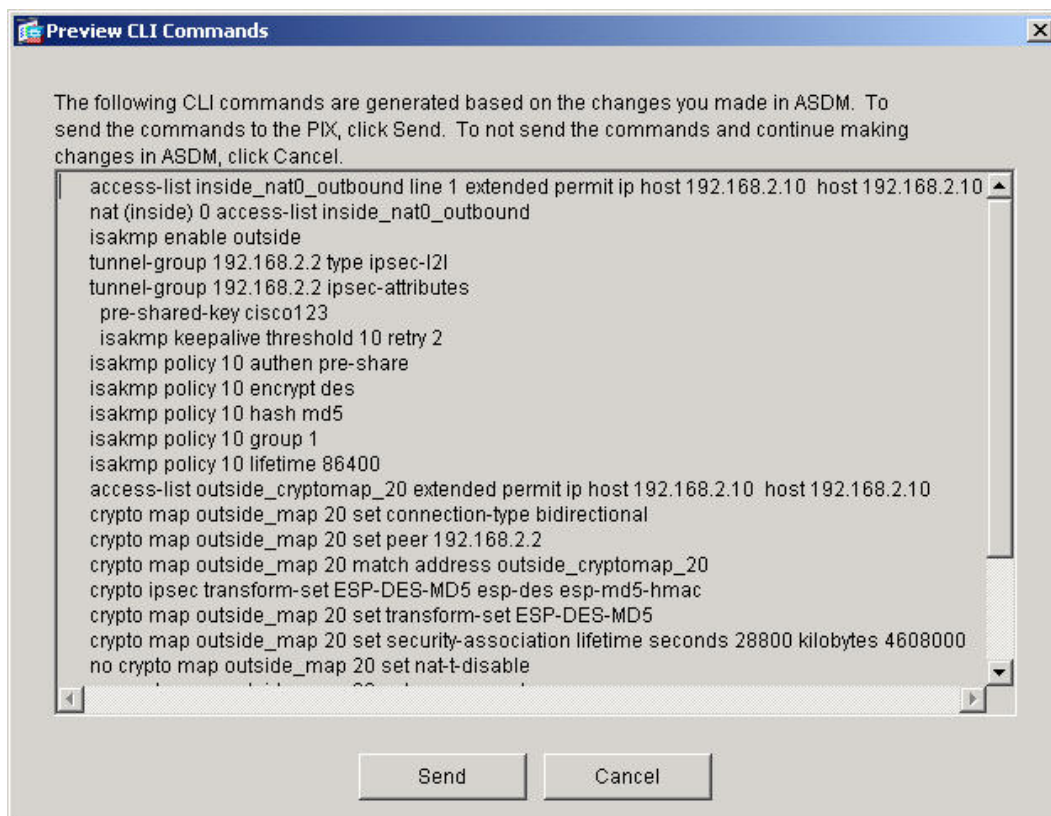 Preview CLI Commands
The following CLI commands are generated based on the changes you made in ASDM. To
send the commands to the PIX, click Send. To not send the commands and continue making
changes in ASDM, click Cancel.
access-list inside_nat0_outbound line 1 extended permit ip host 192.168.2.10 host 192.168.2.10
nat (inside) 0 access-list inside_nat0_outbound
isakmp enable outside
tunnel-group 192.168.2.2 type ipsec-l2l
tunnel-group 192.168.2.2 ipsec-attributes
pre-shared-key cisco123
isakmp keepalive threshold 10 retry 2
isakmp policy 10 authen pre-share
isakmp policy 10 encrypt des
isakmp policy 10 hash md5
isakmp policy 10 group 1
isakmp policy 10 lifetime 86400
access-list outside_cryptomap_20 extended permit ip host 192.168.2.10 host 192.168.2.10
crypto map outside_map 20 set connection-type bidirectional
crypto map outside_map 20 set peer 192.168.2.2
crypto map outside_map 20 match address outside_cryptomap_20
crypto ipsec transform-set ESP-DES-MD5 esp-des esp-md5-hmac
crypto map outside_map 20 set transform-set ESP-DES-MD5
crypto map outside_map 20 set security-association lifetime seconds 28800 kilobytes 4608000
no crypto map outside_map 20 set nat-t-disable
Send
Cancel